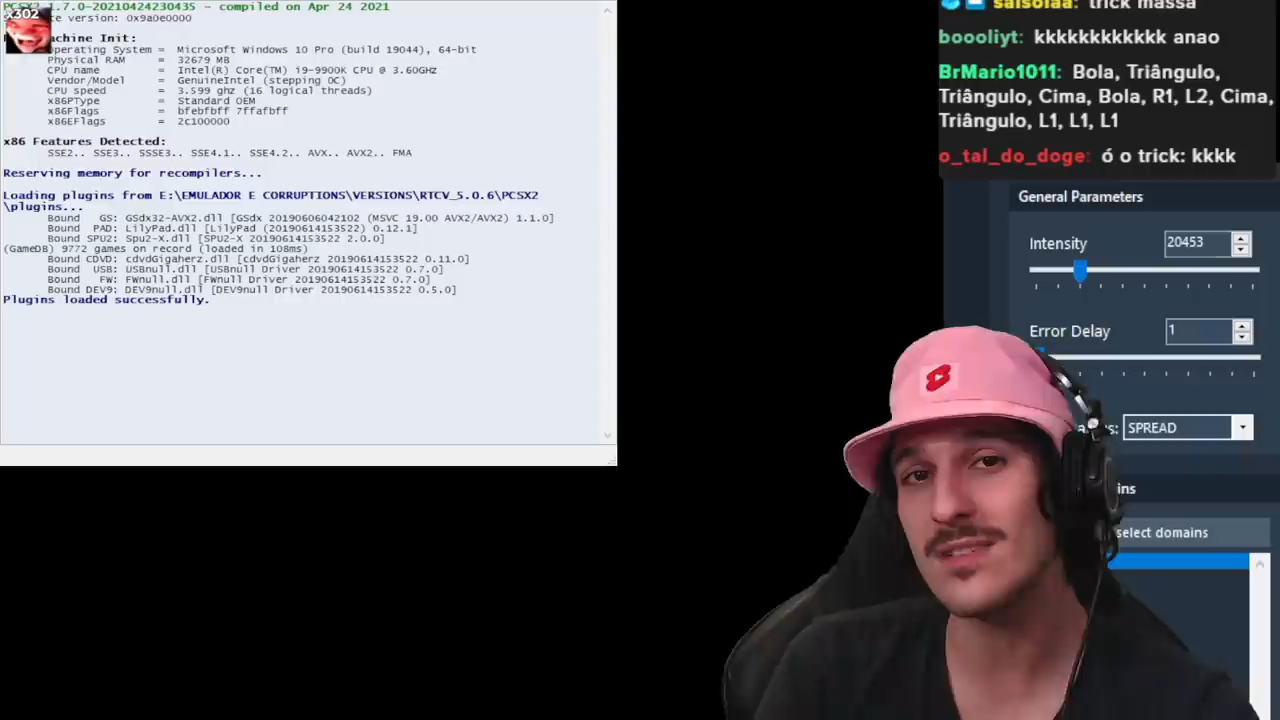 PCSX2 1.7.0-20210424230435 - compiled on Apr 24 2021
x302
version: 0x9a0e0000
Machine Init:
Operating System = Microsoft Windows 10 Pro (build 19044), 64-bit
Physical RAM = 32679 MB
CPU name = Intel(R) Core(TM) i9-9900K CPU @ 3.60GHz
Vendor/Model = GenuineIntel (stepping 0C)
CPU speed = 3.599 ghz (16 logical threads)
x86PType = Standard OEM
x86Flags = bfebfbff 7ffafbff
x86EFlags = 2c100000
x86 Features Detected:
SSE2.. SSE3.. SSSE3.. SSE4.1.. SSE4.2.. AVX.. AVX2.. FMA
Reserving memory for recompilers...
Loading plugins from E:\EMULADOR E CORRUPTIONS\VERSIONS\RTCV_5.0.6\PCSX2
\plugins...
Bound GS: GSdx32-AVX2.dll [GSdx 20190606042102 (MSVC 19.00 AVX2/AVX2) 1.1.0]
Bound PAD: LilyPad.dll [LilyPad (20190614153522) 0.12.1]
Bound SPU2: Spu2-X.dll [SPU2-X 20190614153522 2.0.0]
(GameDB) 9772 games on record (loaded in 108ms)
Bound CDVD: cdvdGigaherz.dll [cdvdGigaherz 20190614153522 0.11.0]
Bound USB: USBnull.dll [USBnull Driver 20190614153522 0.7.0]
Bound FW: FWnull.dll [FWnull Driver 20190614153522 0.7.0]
Bound DEV9: DEV9null.dll [DEV9null Driver 20190614153522 0.5.0]
Plugins loaded successfully.
salsolaa: trick massa
boooliyt: kkkkkkkkkkkk anao
BrMario1011: Bola, Triângulo,
Triângulo, Cima, Bola, R1, L2, Cima,
Triângulo, L1, L1, L1
o_tal_do_doge: ó o trick: kkkk
General Parameters
Intensity 20453
Error Delay 1
SPREAD
select domains